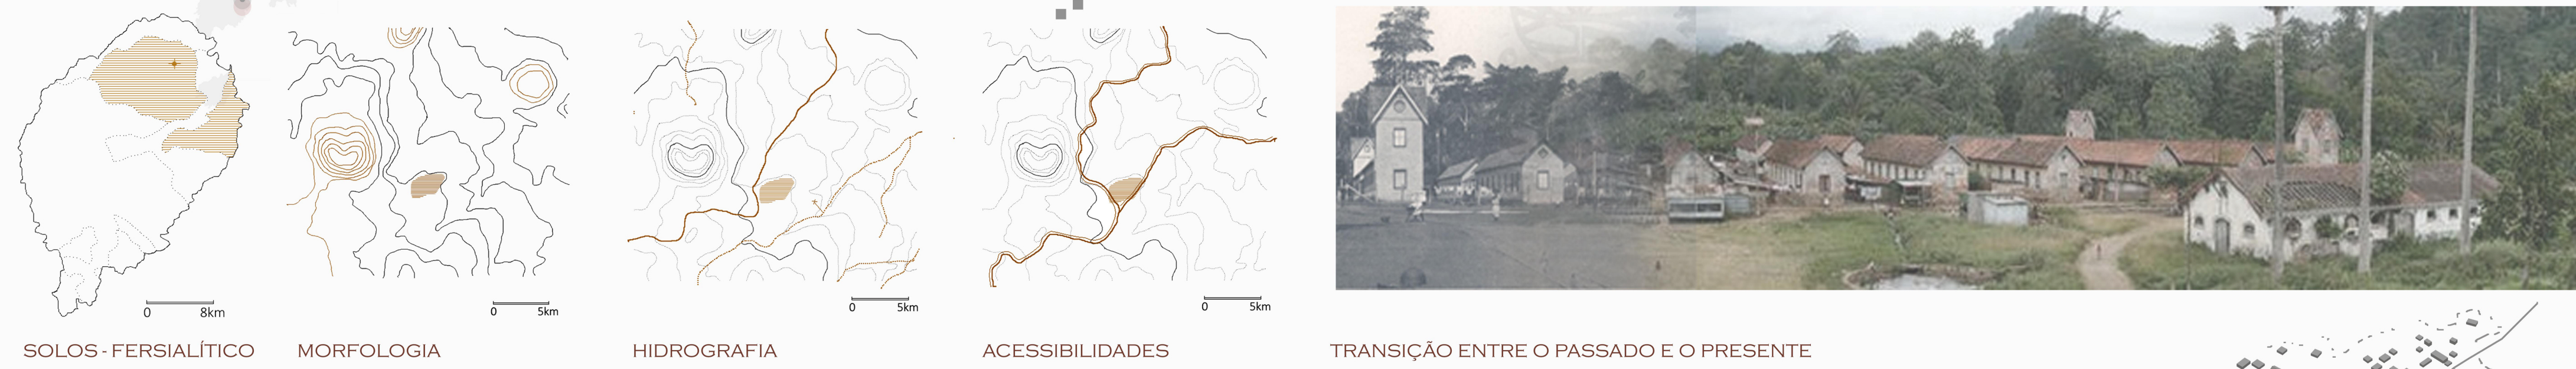 0 8km
0 5km
0 5km
0 5km
SOLOS - FERSIALÍTICO
MORFOLOGIA
HIDROGRAFIA
ACESSIBILIDADES
TRANSIÇÃO ENTRE O PASSADO E O PRESENTE